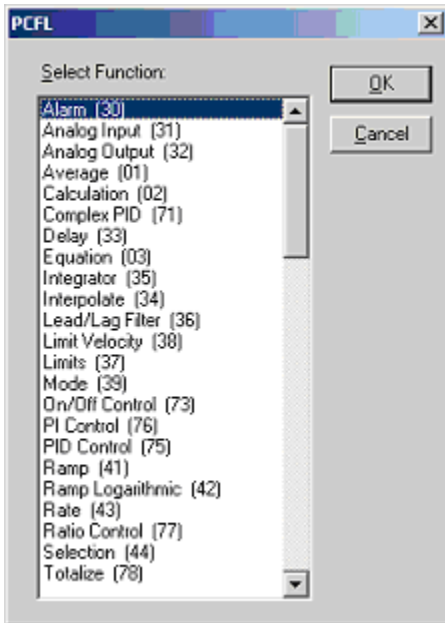 PCFL
Select Function:
OK
Cancel
Alarm (30)
Analog Input (31)
Analog Output (32)
Average (01)
Calculation (02)
Complex PID (71)
Delay (33)
Equation (03)
Integrator (35)
Interpolate (34)
Lead/Lag Filter (36)
Limit Velocity (38)
Limits (37)
Mode (39)
On/Off Control (73)
PI Control (76)
PID Control (75)
Ramp (41)
Ramp Logarithmic (42)
Rate (43)
Ratio Control (77)
Selection (44)
Totalize (78)